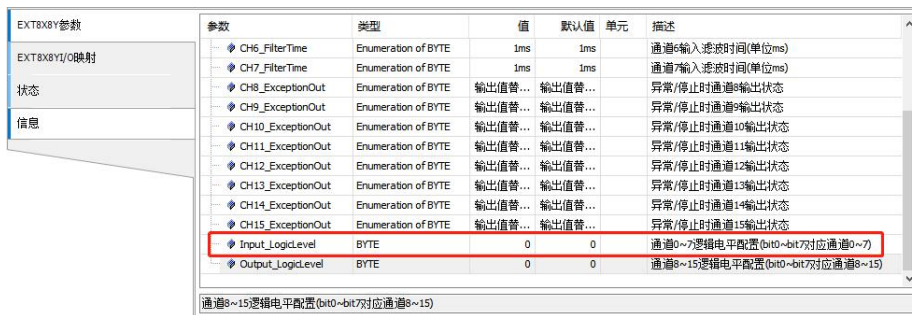 EXT8X8Y参数
EXT8X8YI/O映射
状态
信息
参数 类型 值 默认值 单元 描述
CH6_FilterTime Enumeration of BYTE 1ms 1ms 通道6输入滤波时间(单位ms)
CH7_FilterTime Enumeration of BYTE 1ms 1ms 通道7输入滤波时间(单位ms)
CH8_ExceptionOut Enumeration of BYTE 输出值替... 输出值替... 异常/停止时通道8输出状态
CH9_ExceptionOut Enumeration of BYTE 输出值替... 输出值替... 异常/停止时通道9输出状态
CH10_ExceptionOut Enumeration of BYTE 输出值替... 输出值替... 异常/停止时通道10输出状态
CH11_ExceptionOut Enumeration of BYTE 输出值替... 输出值替... 异常/停止时通道11输出状态
CH12_ExceptionOut Enumeration of BYTE 输出值替... 输出值替... 异常/停止时通道12输出状态
CH13_ExceptionOut Enumeration of BYTE 输出值替... 输出值替... 异常/停止时通道13输出状态
CH14_ExceptionOut Enumeration of BYTE 输出值替... 输出值替... 异常/停止时通道14输出状态
CH15_ExceptionOut Enumeration of BYTE 输出值替... 输出值替... 异常/停止时通道15输出状态
Input_LogicLevel BYTE 0 0 通道0~7逻辑电平配置(bit0~bit7对应通道0~7)
Output_LogicLevel BYTE 0 0 通道8~15逻辑电平配置(bit0~bit7对应通道8~15)
通道8~15逻辑电平配置(bit0~bit7对应通道8~15)